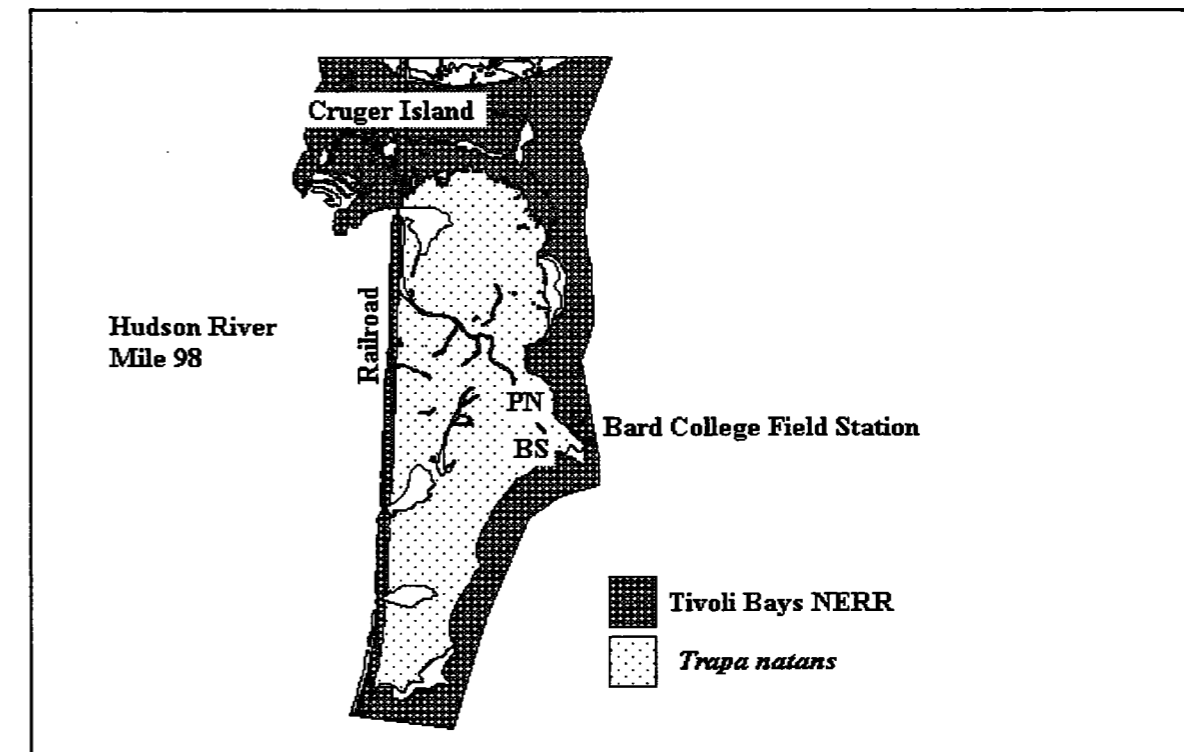 Cruger Island
Hudson River
Mile 98
Railroad
PN
BS
Bard College Field Station
Tivoli Bays NERR
Trapa natans